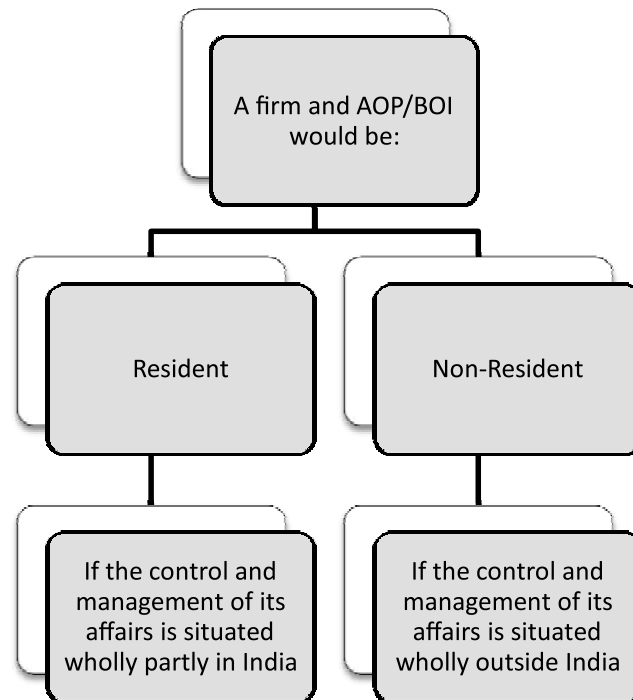 A firm and AOP/BOI
would be:
Resident
Non-Resident
If the control and
management of its
affairs is situated
wholly partly in India
If the control and
management of its
affairs is situated
wholly outside India